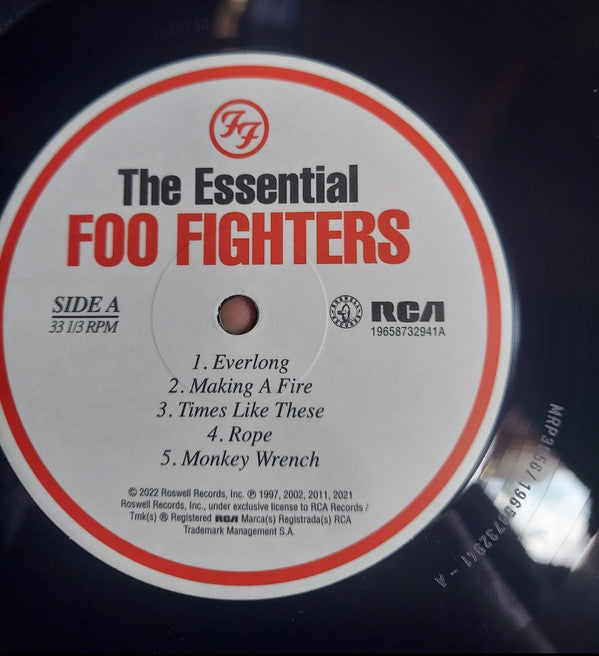 FF
The Essential
FOO FIGHTERS
SIDE A
33 1/3 RPM
ROSWELL RECORDS
RCA
19658732941A
1. Everlong
2. Making A Fire
3. Times Like These
4. Rope
5. Monkey Wrench
© 2022 Roswell Records, Inc. ℗ 1997, 2002, 2011, 2021
Roswell Records, Inc., under exclusive license to RCA Records /
Tmk(s) ® Registered RCA Marca(s) Registrada(s) RCA
Trademark Management S.A.